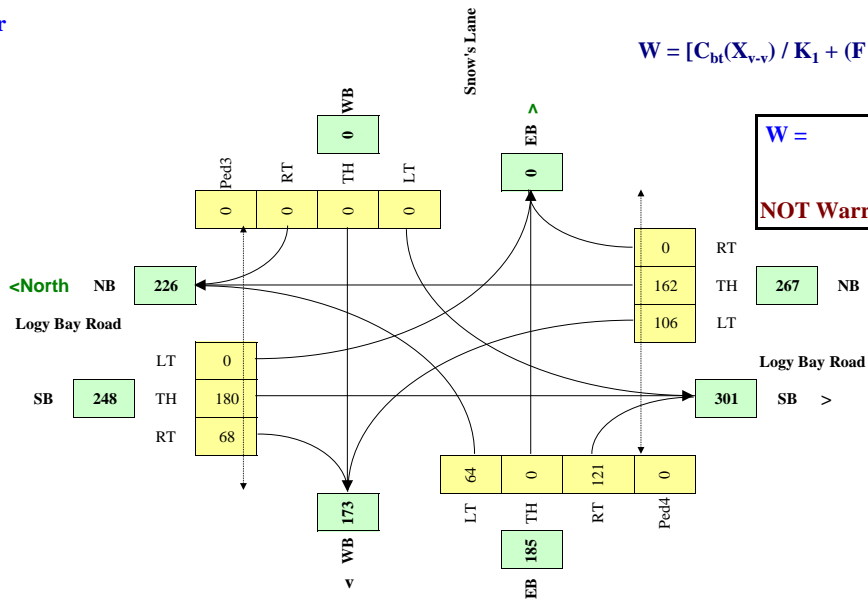 r
Snow's Lane
W = [Cbt(Xv-v) / K1 + (F
W =
NOT Warr
WB
0
EB
^
0
Ped3
RT
TH
LT
0
0
0
0
0
RT
162
TH
106
LT
267
NB
<North
NB
226
Logy Bay Road
LT
0
TH
180
RT
68
SB
248
Logy Bay Road
301
SB
>
64
0
121
0
LT
TH
RT
Ped4
173
WB
v
185
EB